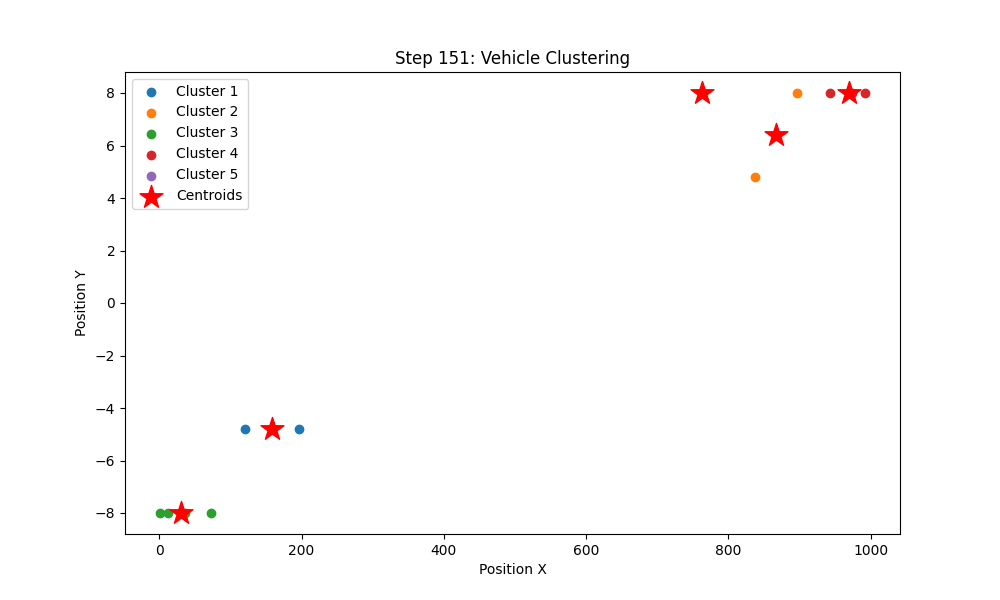 Step 151: Vehicle Clustering
Cluster 1
Cluster 2
Cluster 3
Cluster 4
Cluster 5
Centroids
Position Y
8
6
4
2
0
−2
−4
−6
−8
0 200 400 600 800 1000
Position X